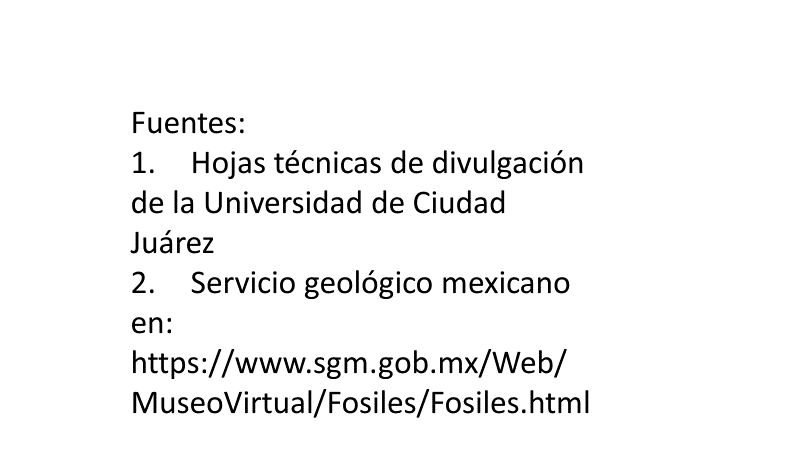 Fuentes:
1. Hojas técnicas de divulgación
de la Universidad de Ciudad
Juárez
2. Servicio geológico mexicano
en:
https://www.sgm.gob.mx/Web/
MuseoVirtual/Fosiles/Fosiles.html